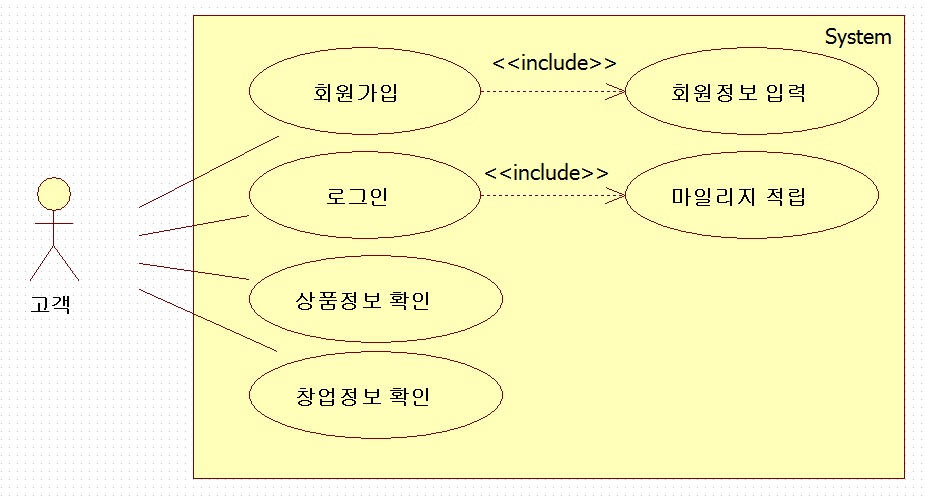 System
<<include>>
회원가입
회원정보 입력
<<include>>
로그인
마일리지 적립
상품정보 확인
고객
창업정보 확인